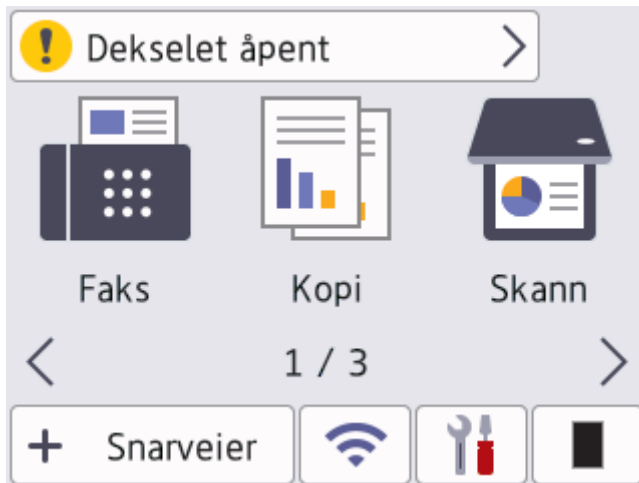 Dekselet åpent
Faks Kopi Skann
1 / 3
Snarveier